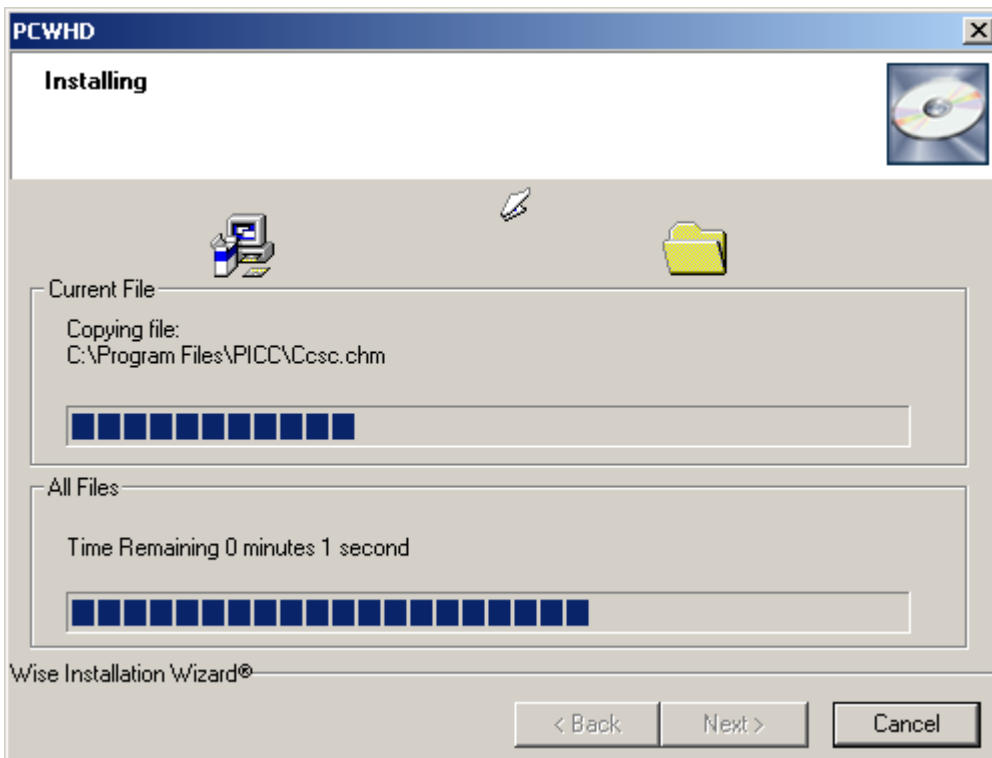 PCWHD
Installing
Current File
Copying file:
C:\Program Files\PICC\Ccsc.chm
All Files
Time Remaining 0 minutes 1 second
Wise Installation Wizard®
< Back
Next >
Cancel